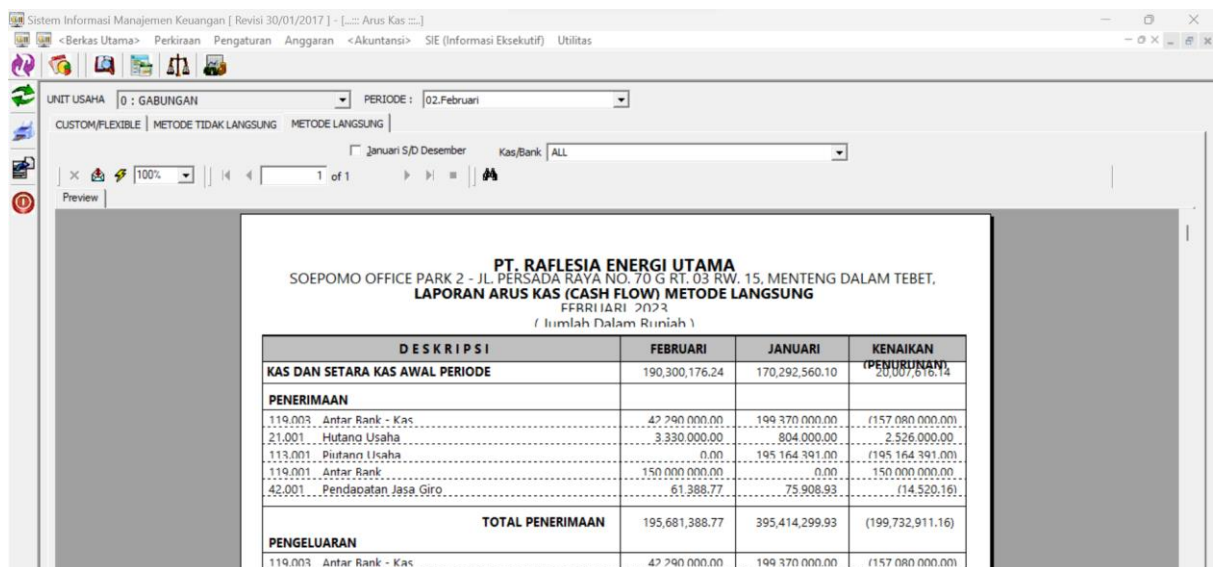 Sistem Informasi Manajemen Keuangan [ Revisi 30/01/2017 ] - [...::: Arus Kas :::..]
<Berkas Utama> Perkiraan Pengaturan Anggaran <Akuntansi> SIE (Informasi Eksekutif) Utilitas
UNIT USAHA 0 : GABUNGAN PERIODE : 02.Februari
CUSTOM/FLEXIBLE METODE TIDAK LANGSUNG METODE LANGSUNG
Januari S/D Desember Kas/Bank ALL
100% 1 of 1
Preview
PT. RAFLESIA ENERGI UTAMA
SOEPOMO OFFICE PARK 2 - JL. PERSADA RAYA NO. 70 G RT. 03 RW. 15, MENTENG DALAM TEBET,
LAPORAN ARUS KAS (CASH FLOW) METODE LANGSUNG
FEBRUARI 2023
( Jumlah Dalam Rupiah )
DESKRIPSI FEBRUARI JANUARI KENAIKAN (PENURUNAN)
KAS DAN SETARA KAS AWAL PERIODE 190,300,176.24 170,292,560.10 20,007,616.14
PENERIMAAN
119.003 Antar Bank - Kas 42.290.000.00 199.370.000.00 (157.080.000.00)
21.001 Hutang Usaha 3.330.000.00 804.000.00 2.526.000.00
113.001 Piutang Usaha 0.00 195.164.391.00 (195.164.391.00)
119.001 Antar Bank 150.000.000.00 0.00 150.000.000.00
42.001 Pendapatan Jasa Giro 61.388.77 75.908.93 (14.520.16)
TOTAL PENERIMAAN 195,681,388.77 395,414,299.93 (199,732,911.16)
PENGELUARAN
119.003 Antar Bank - Kas 42.290.000.00 199.370.000.00 (157.080.000.00)